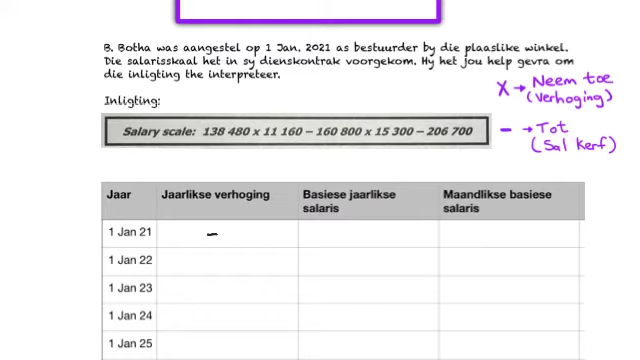 B. Botha was aangestel op 1 Jan. 2021 as bestuurder by die plaaslike winkel.
Die salarisskaal het in sy dienskontrak voorgekom. Hy het jou help gevra om
die inligting the interpreteer.
Inligting:
Salary scale: 138 480 x 11 160 – 160 800 x 15 300 – 206 700
X → Neem toe
(Verhoging)
– → Tot
(Sal kerf)
Jaar Jaarlikse verhoging Basiese jaarlikse salaris Maandlikse basiese salaris
1 Jan 21 –
1 Jan 22
1 Jan 23
1 Jan 24
1 Jan 25